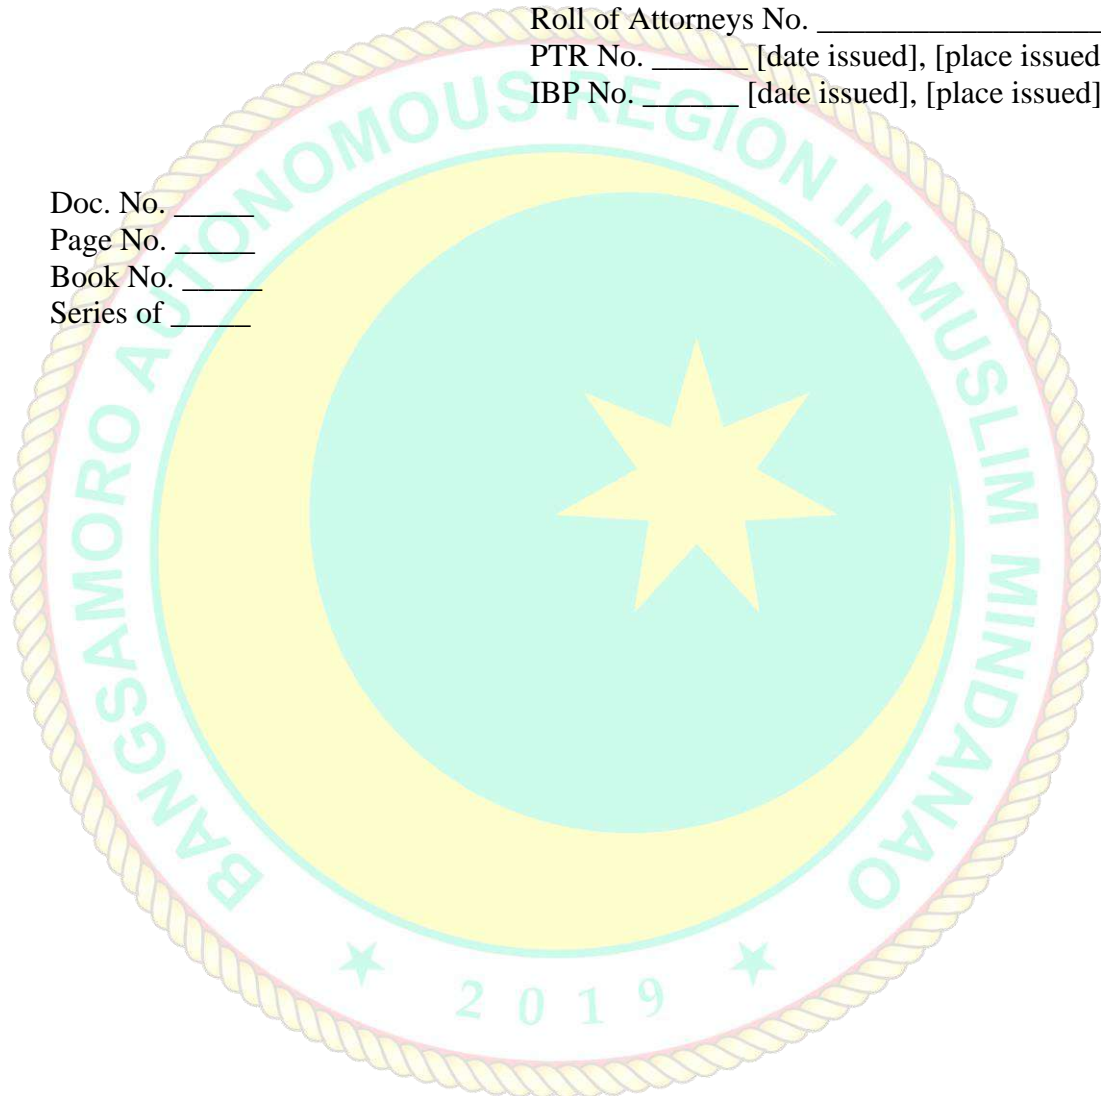 Roll of Attorneys No. __________________
PTR No. ______ [date issued], [place issued
IBP No. ______ [date issued], [place issued]
Doc. No. _____
Page No. _____
Book No. _____
Series of _____
BANGSAMORO AUTONOMOUS REGION IN MUSLIM MINDANAO
2019